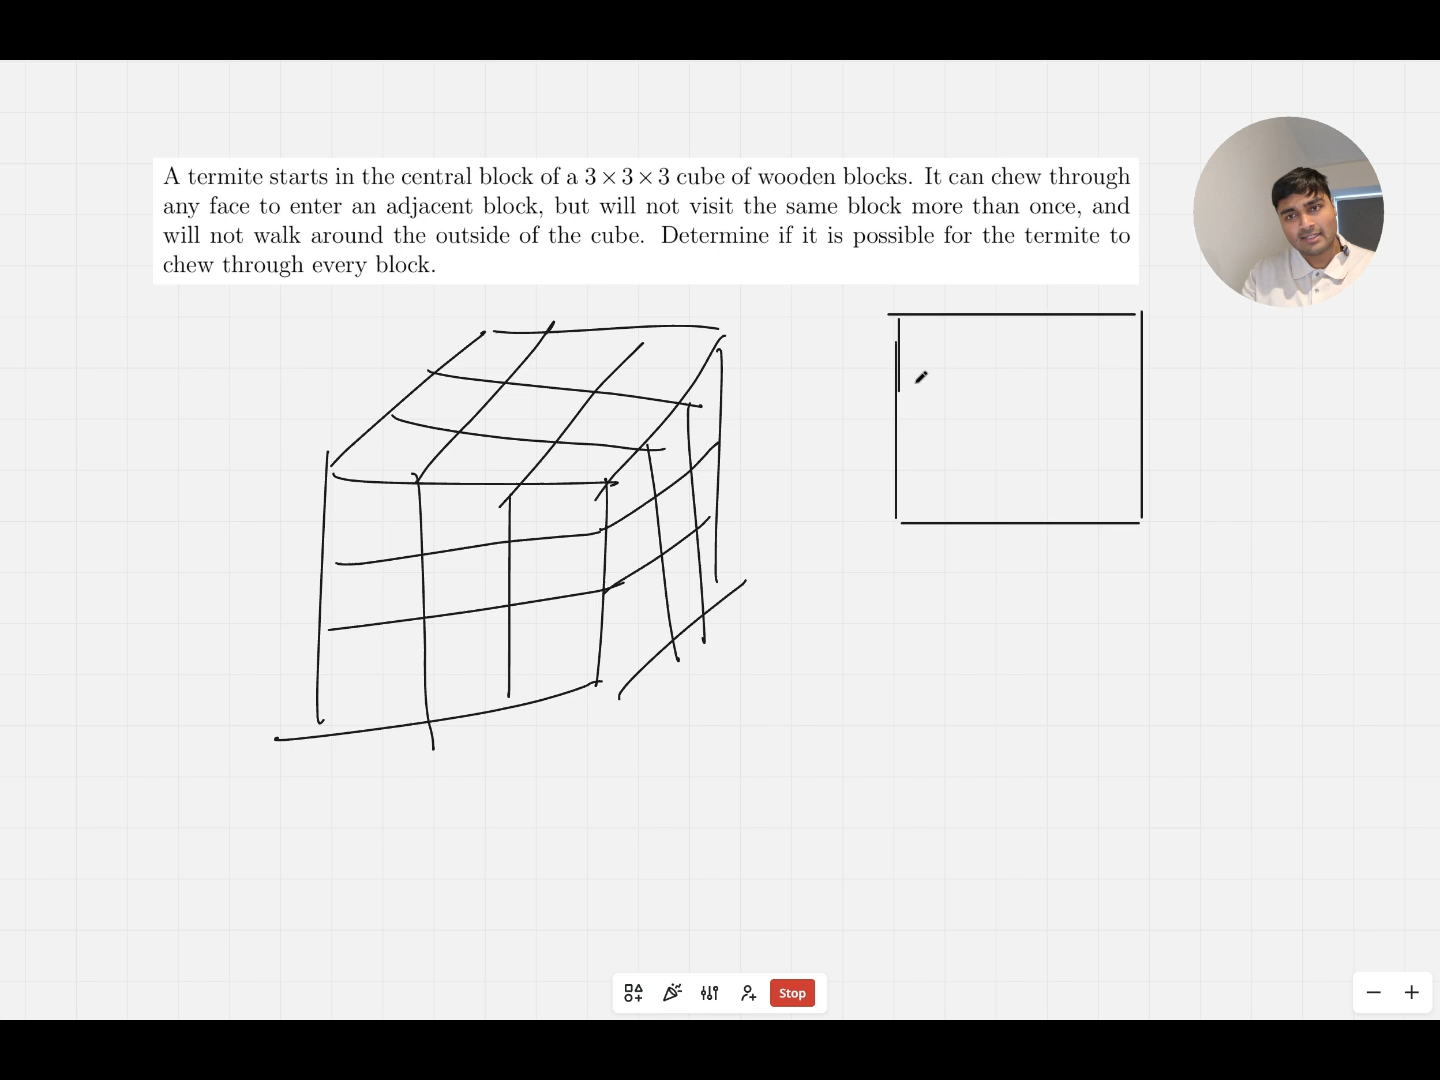 A termite starts in the central block of a 3 × 3 × 3 cube of wooden blocks. It can chew through
any face to enter an adjacent block, but will not visit the same block more than once, and
will not walk around the outside of the cube. Determine if it is possible for the termite to
chew through every block.
Stop